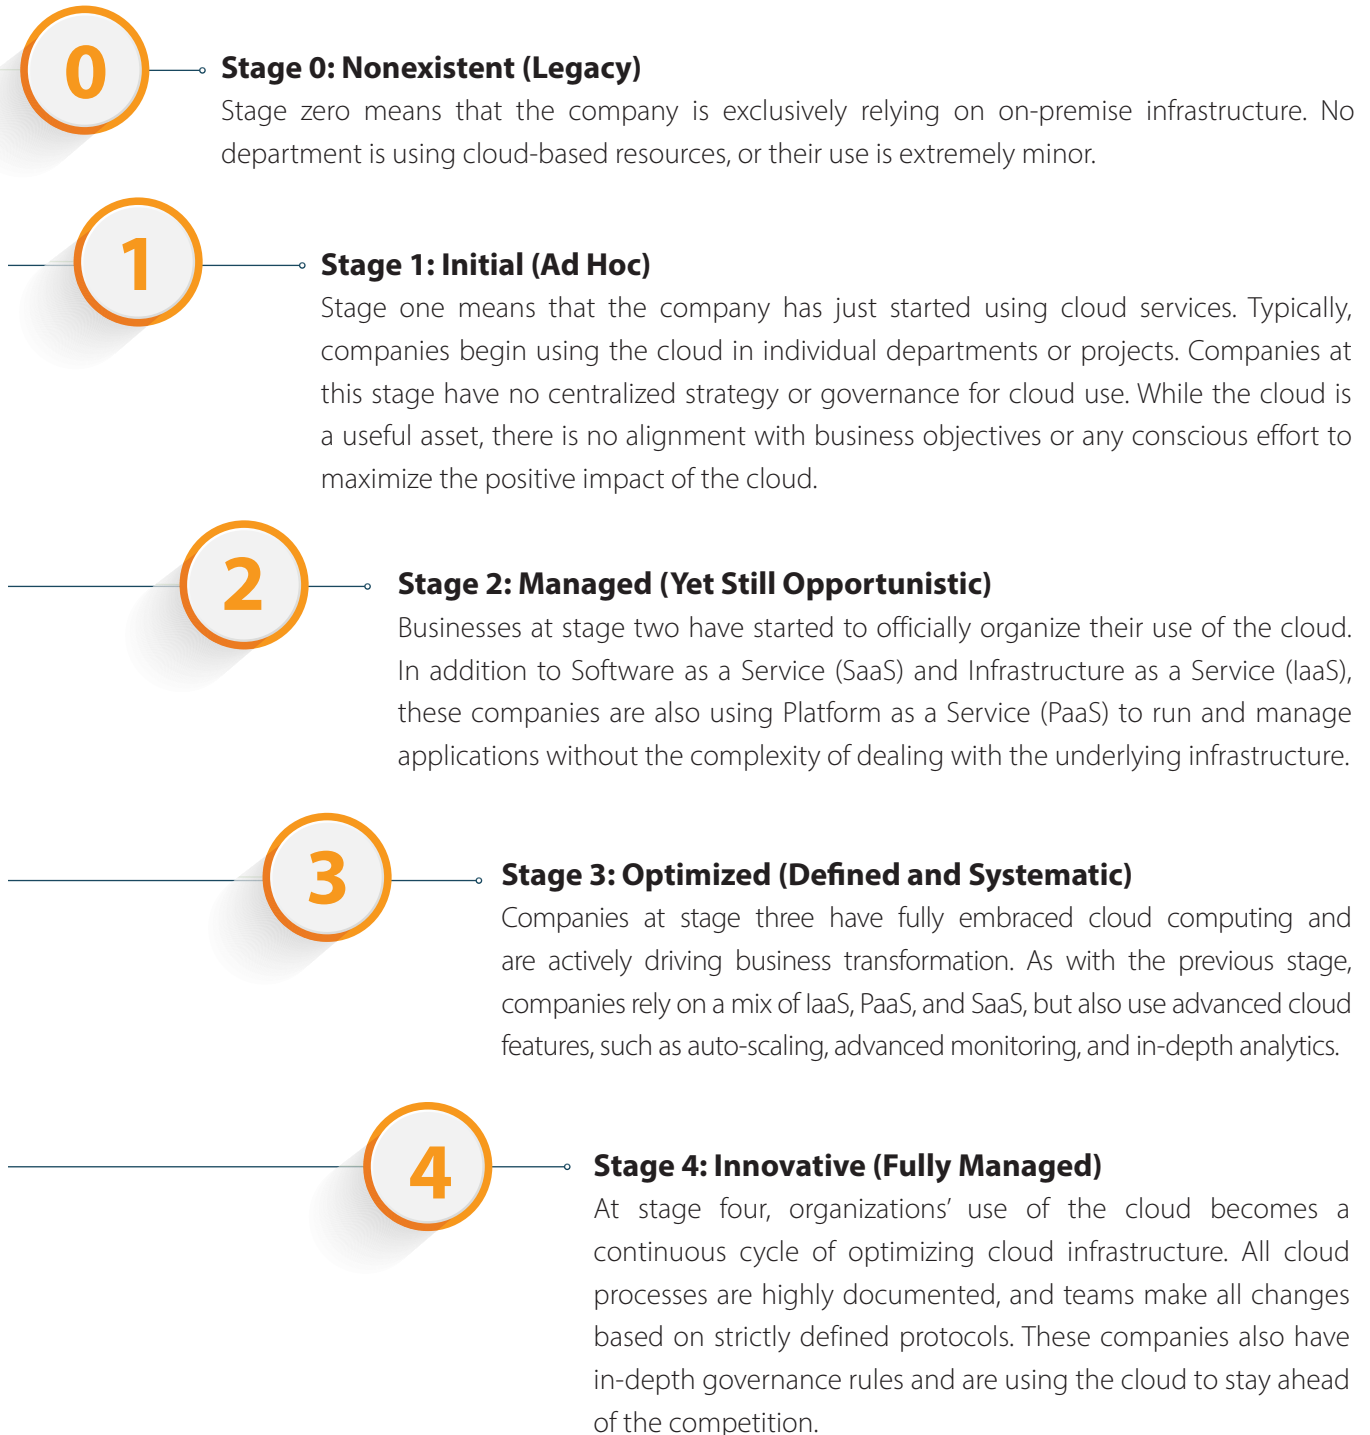 0
Stage 0: Nonexistent (Legacy)
Stage zero means that the company is exclusively relying on on-premise infrastructure. No
department is using cloud-based resources, or their use is extremely minor.
1
Stage 1: Initial (Ad Hoc)
Stage one means that the company has just started using cloud services. Typically,
companies begin using the cloud in individual departments or projects. Companies at
this stage have no centralized strategy or governance for cloud use. While the cloud is
a useful asset, there is no alignment with business objectives or any conscious effort to
maximize the positive impact of the cloud.
2
Stage 2: Managed (Yet Still Opportunistic)
Businesses at stage two have started to officially organize their use of the cloud.
In addition to Software as a Service (SaaS) and Infrastructure as a Service (IaaS),
these companies are also using Platform as a Service (PaaS) to run and manage
applications without the complexity of dealing with the underlying infrastructure.
3
Stage 3: Optimized (Defined and Systematic)
Companies at stage three have fully embraced cloud computing and
are actively driving business transformation. As with the previous stage,
companies rely on a mix of IaaS, PaaS, and SaaS, but also use advanced cloud
features, such as auto-scaling, advanced monitoring, and in-depth analytics.
4
Stage 4: Innovative (Fully Managed)
At stage four, organizations’ use of the cloud becomes a
continuous cycle of optimizing cloud infrastructure. All cloud
processes are highly documented, and teams make all changes
based on strictly defined protocols. These companies also have
in-depth governance rules and are using the cloud to stay ahead
of the competition.